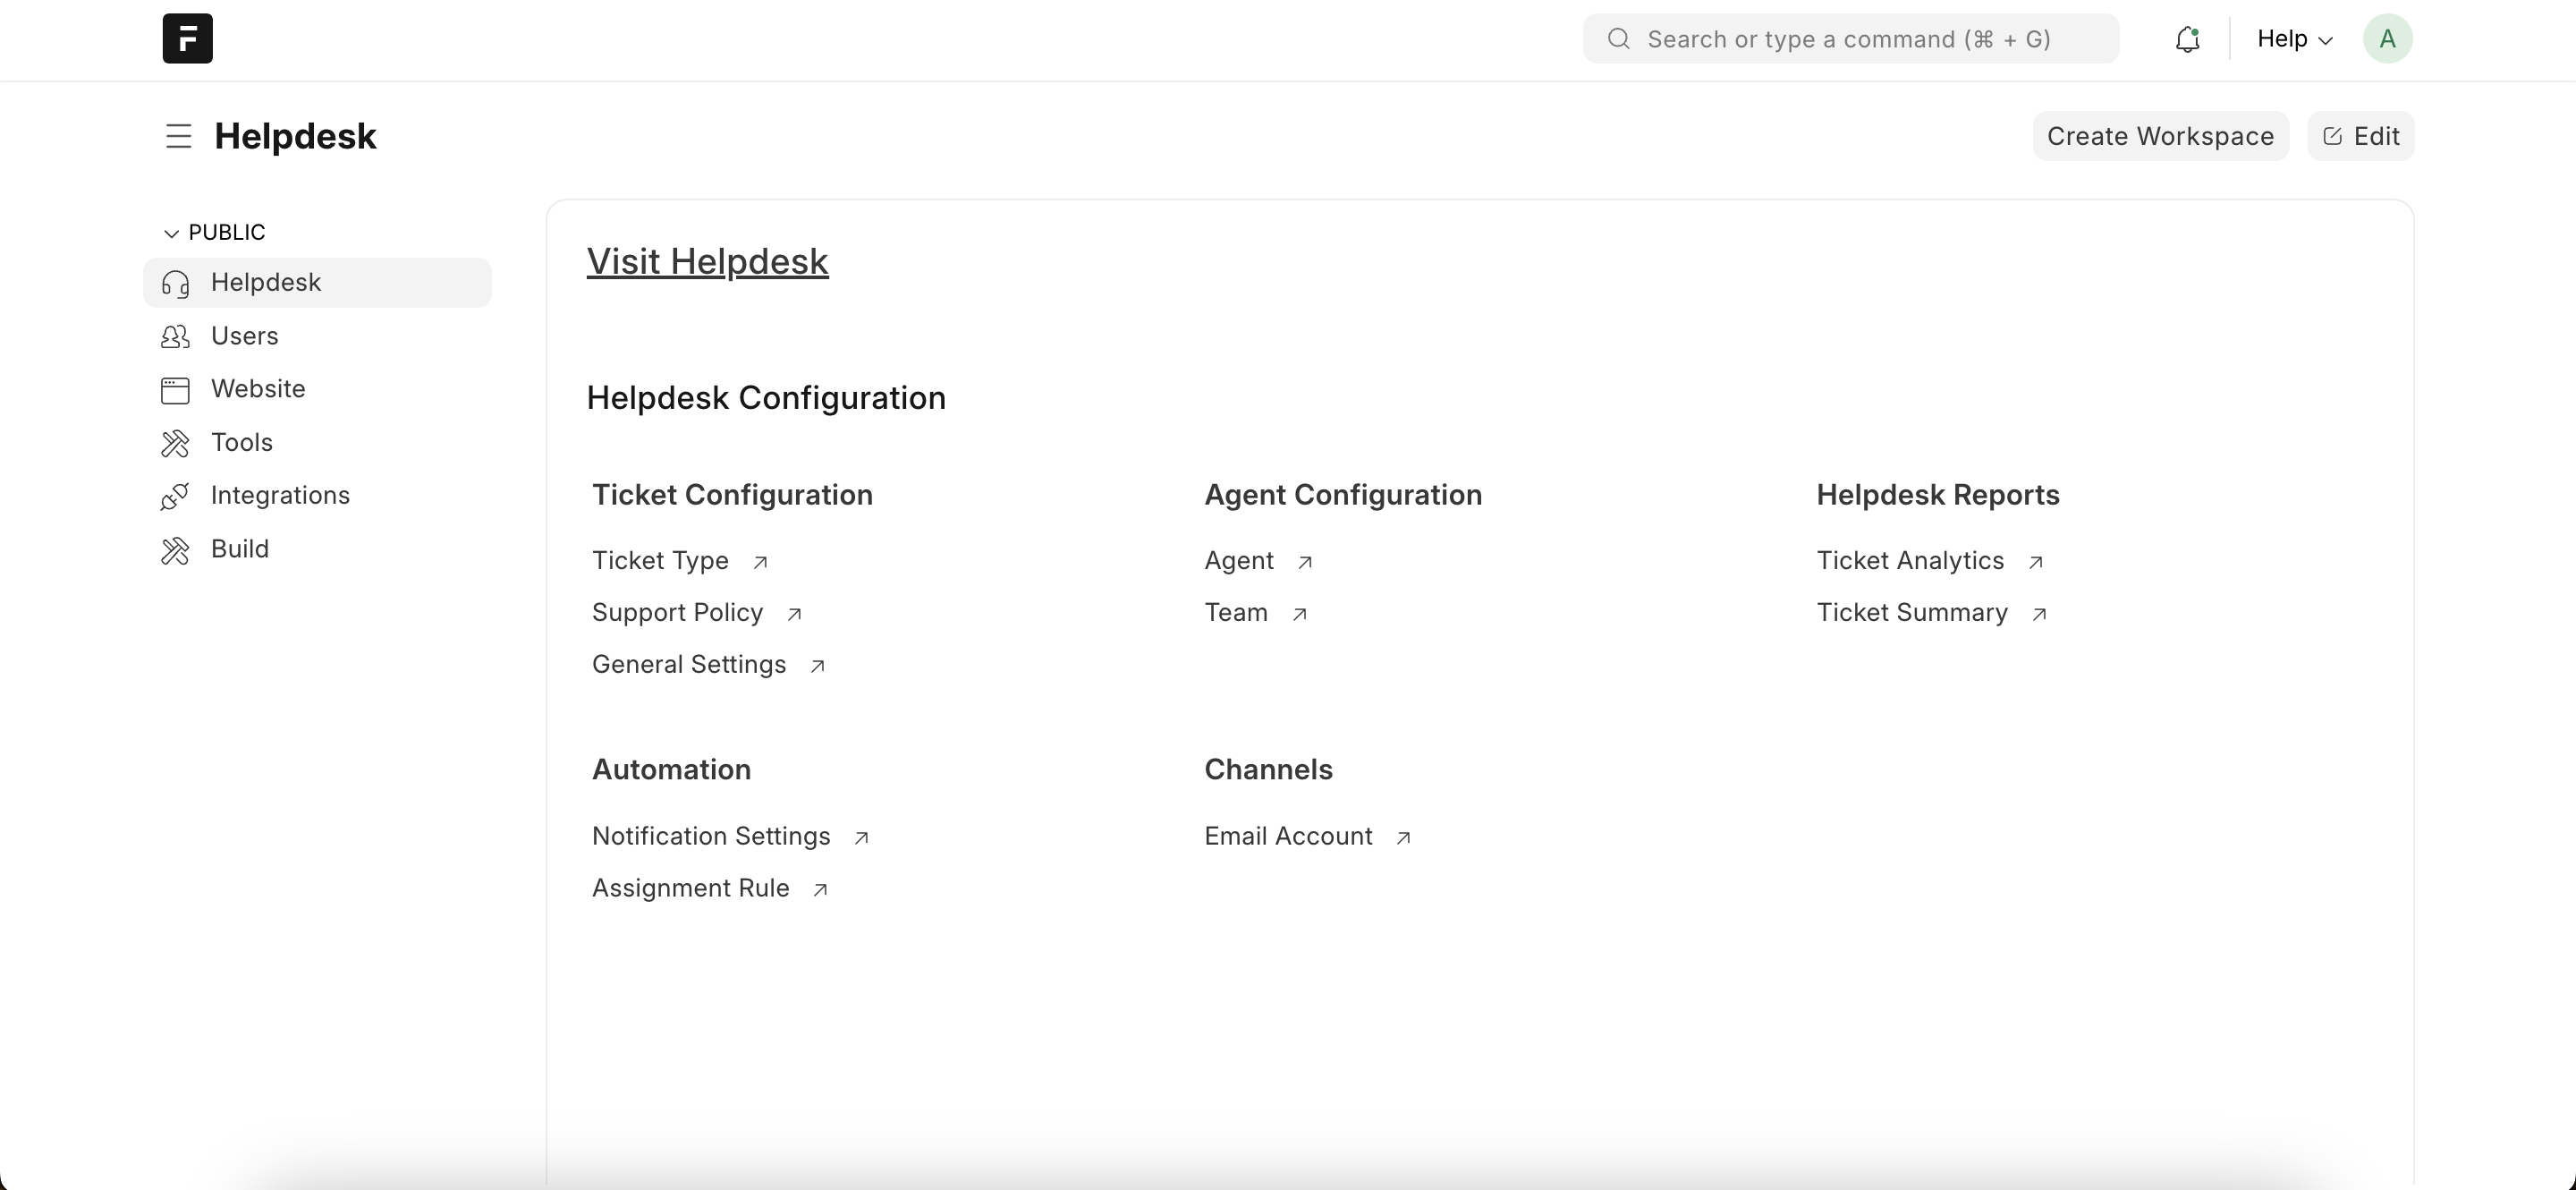 F
Search or type a command (⌘ + G)
Help
A
Helpdesk
Create Workspace
Edit
PUBLIC
Helpdesk
Users
Website
Tools
Integrations
Build
Visit Helpdesk
Helpdesk Configuration
Ticket Configuration
Ticket Type
Support Policy
General Settings
Agent Configuration
Agent
Team
Helpdesk Reports
Ticket Analytics
Ticket Summary
Automation
Notification Settings
Assignment Rule
Channels
Email Account